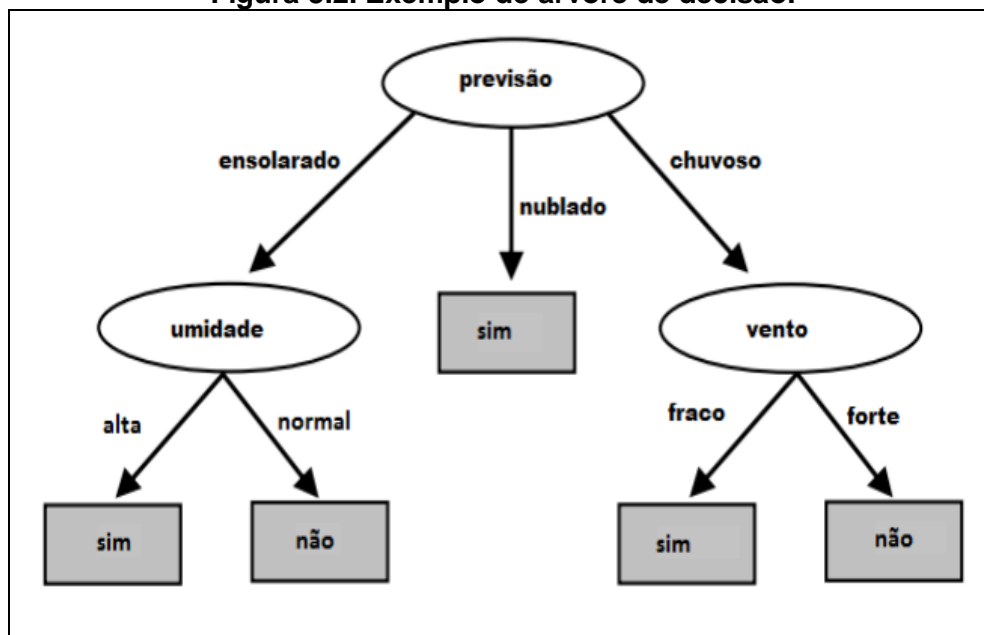 Figura 3.2. Exemplo de árvore de decisão.
previsão
ensolarado
nublado
chuvoso
umidade
sim
vento
alta
normal
fraco
forte
sim
não
sim
não